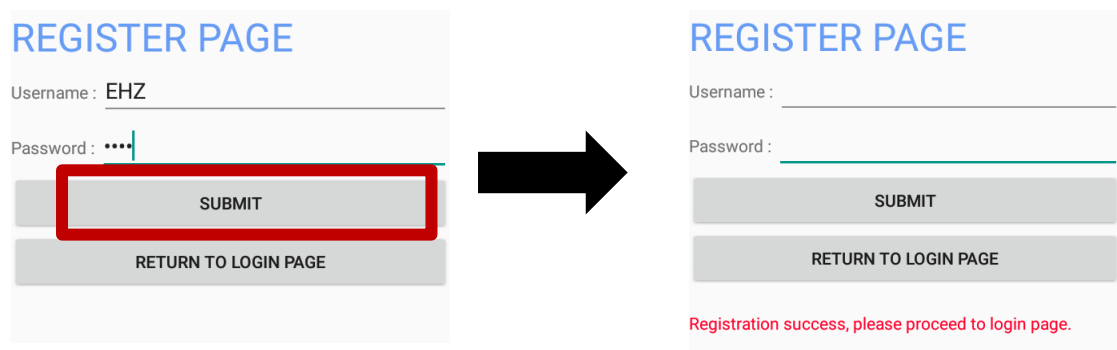 REGISTER PAGE
Username : EHZ
Password : ••••
SUBMIT
RETURN TO LOGIN PAGE
REGISTER PAGE
Username :
Password :
SUBMIT
RETURN TO LOGIN PAGE
Registration success, please proceed to login page.